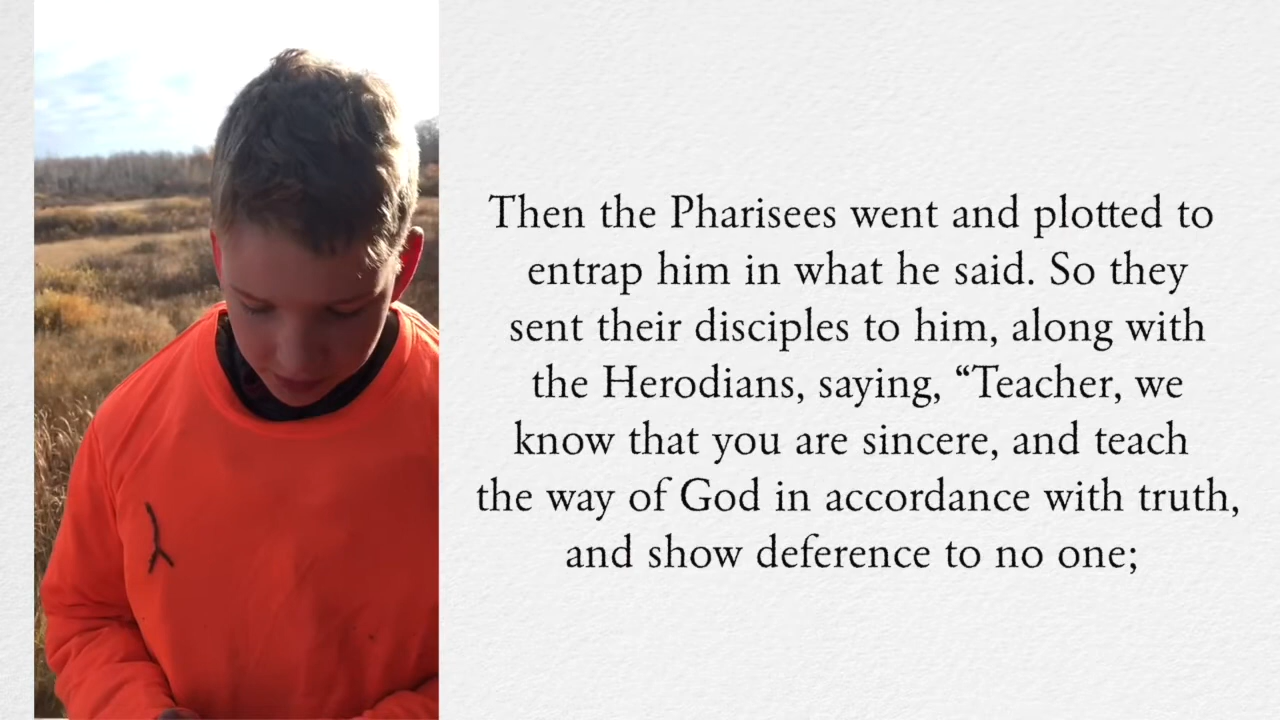 Then the Pharisees went and plotted to
entrap him in what he said. So they
sent their disciples to him, along with
the Herodians, saying, “Teacher, we
know that you are sincere, and teach
the way of God in accordance with truth,
and show deference to no one;